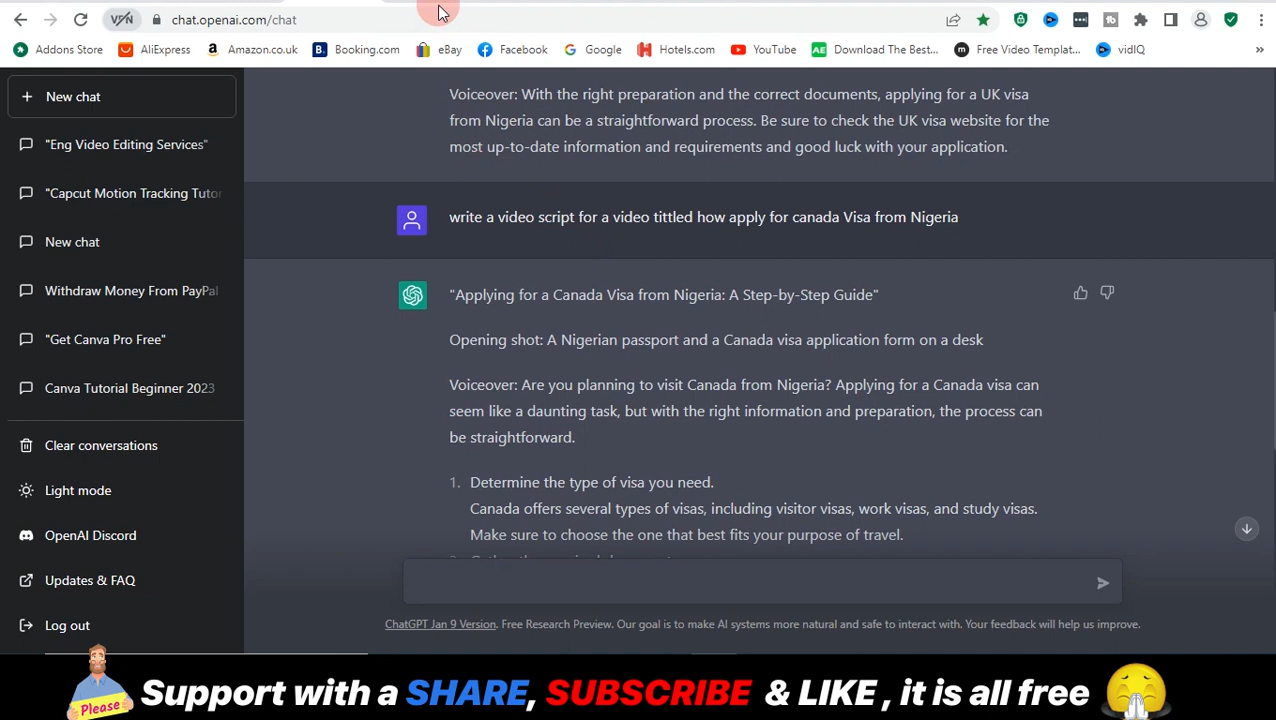 VPN chat.openai.com/chat
Addons Store AliExpress Amazon.co.uk Booking.com eBay Facebook Google Hotels.com YouTube Download The Best... Free Video Templat... vidIQ »
+ New chat
"Eng Video Editing Services"
"Capcut Motion Tracking Tutor
New chat
Withdraw Money From PayPal
"Get Canva Pro Free"
Canva Tutorial Beginner 2023
Clear conversations
Light mode
OpenAI Discord
Updates & FAQ
Log out
Voiceover: With the right preparation and the correct documents, applying for a UK visa
from Nigeria can be a straightforward process. Be sure to check the UK visa website for the
most up-to-date information and requirements and good luck with your application.
write a video script for a video tittled how apply for canada Visa from Nigeria
"Applying for a Canada Visa from Nigeria: A Step-by-Step Guide"
Opening shot: A Nigerian passport and a Canada visa application form on a desk
Voiceover: Are you planning to visit Canada from Nigeria? Applying for a Canada visa can
seem like a daunting task, but with the right information and preparation, the process can
be straightforward.
1. Determine the type of visa you need.
Canada offers several types of visas, including visitor visas, work visas, and study visas.
Make sure to choose the one that best fits your purpose of travel.
ChatGPT Jan 9 Version. Free Research Preview. Our goal is to make AI systems more natural and safe to interact with. Your feedback will help us improve.
Please
Support with a SHARE, SUBSCRIBE & LIKE , it is all free